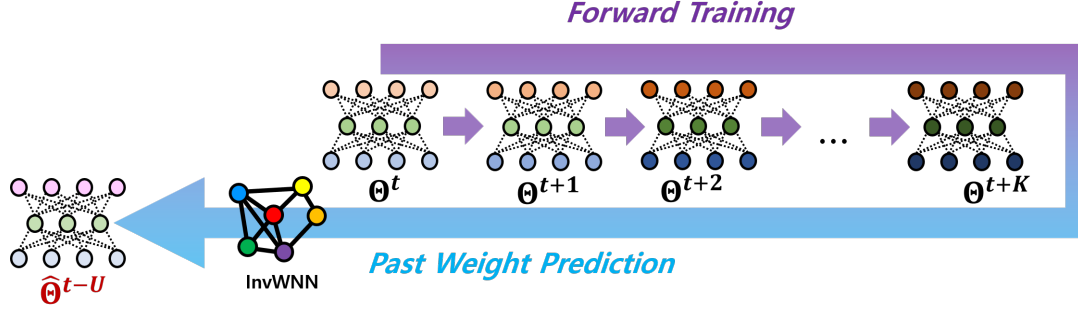 Forward Training
...
Θ^t
Θ^{t+1}
Θ^{t+2}
Θ^{t+K}
InvWNN
Past Weight Prediction
Θ̂^{t-U}